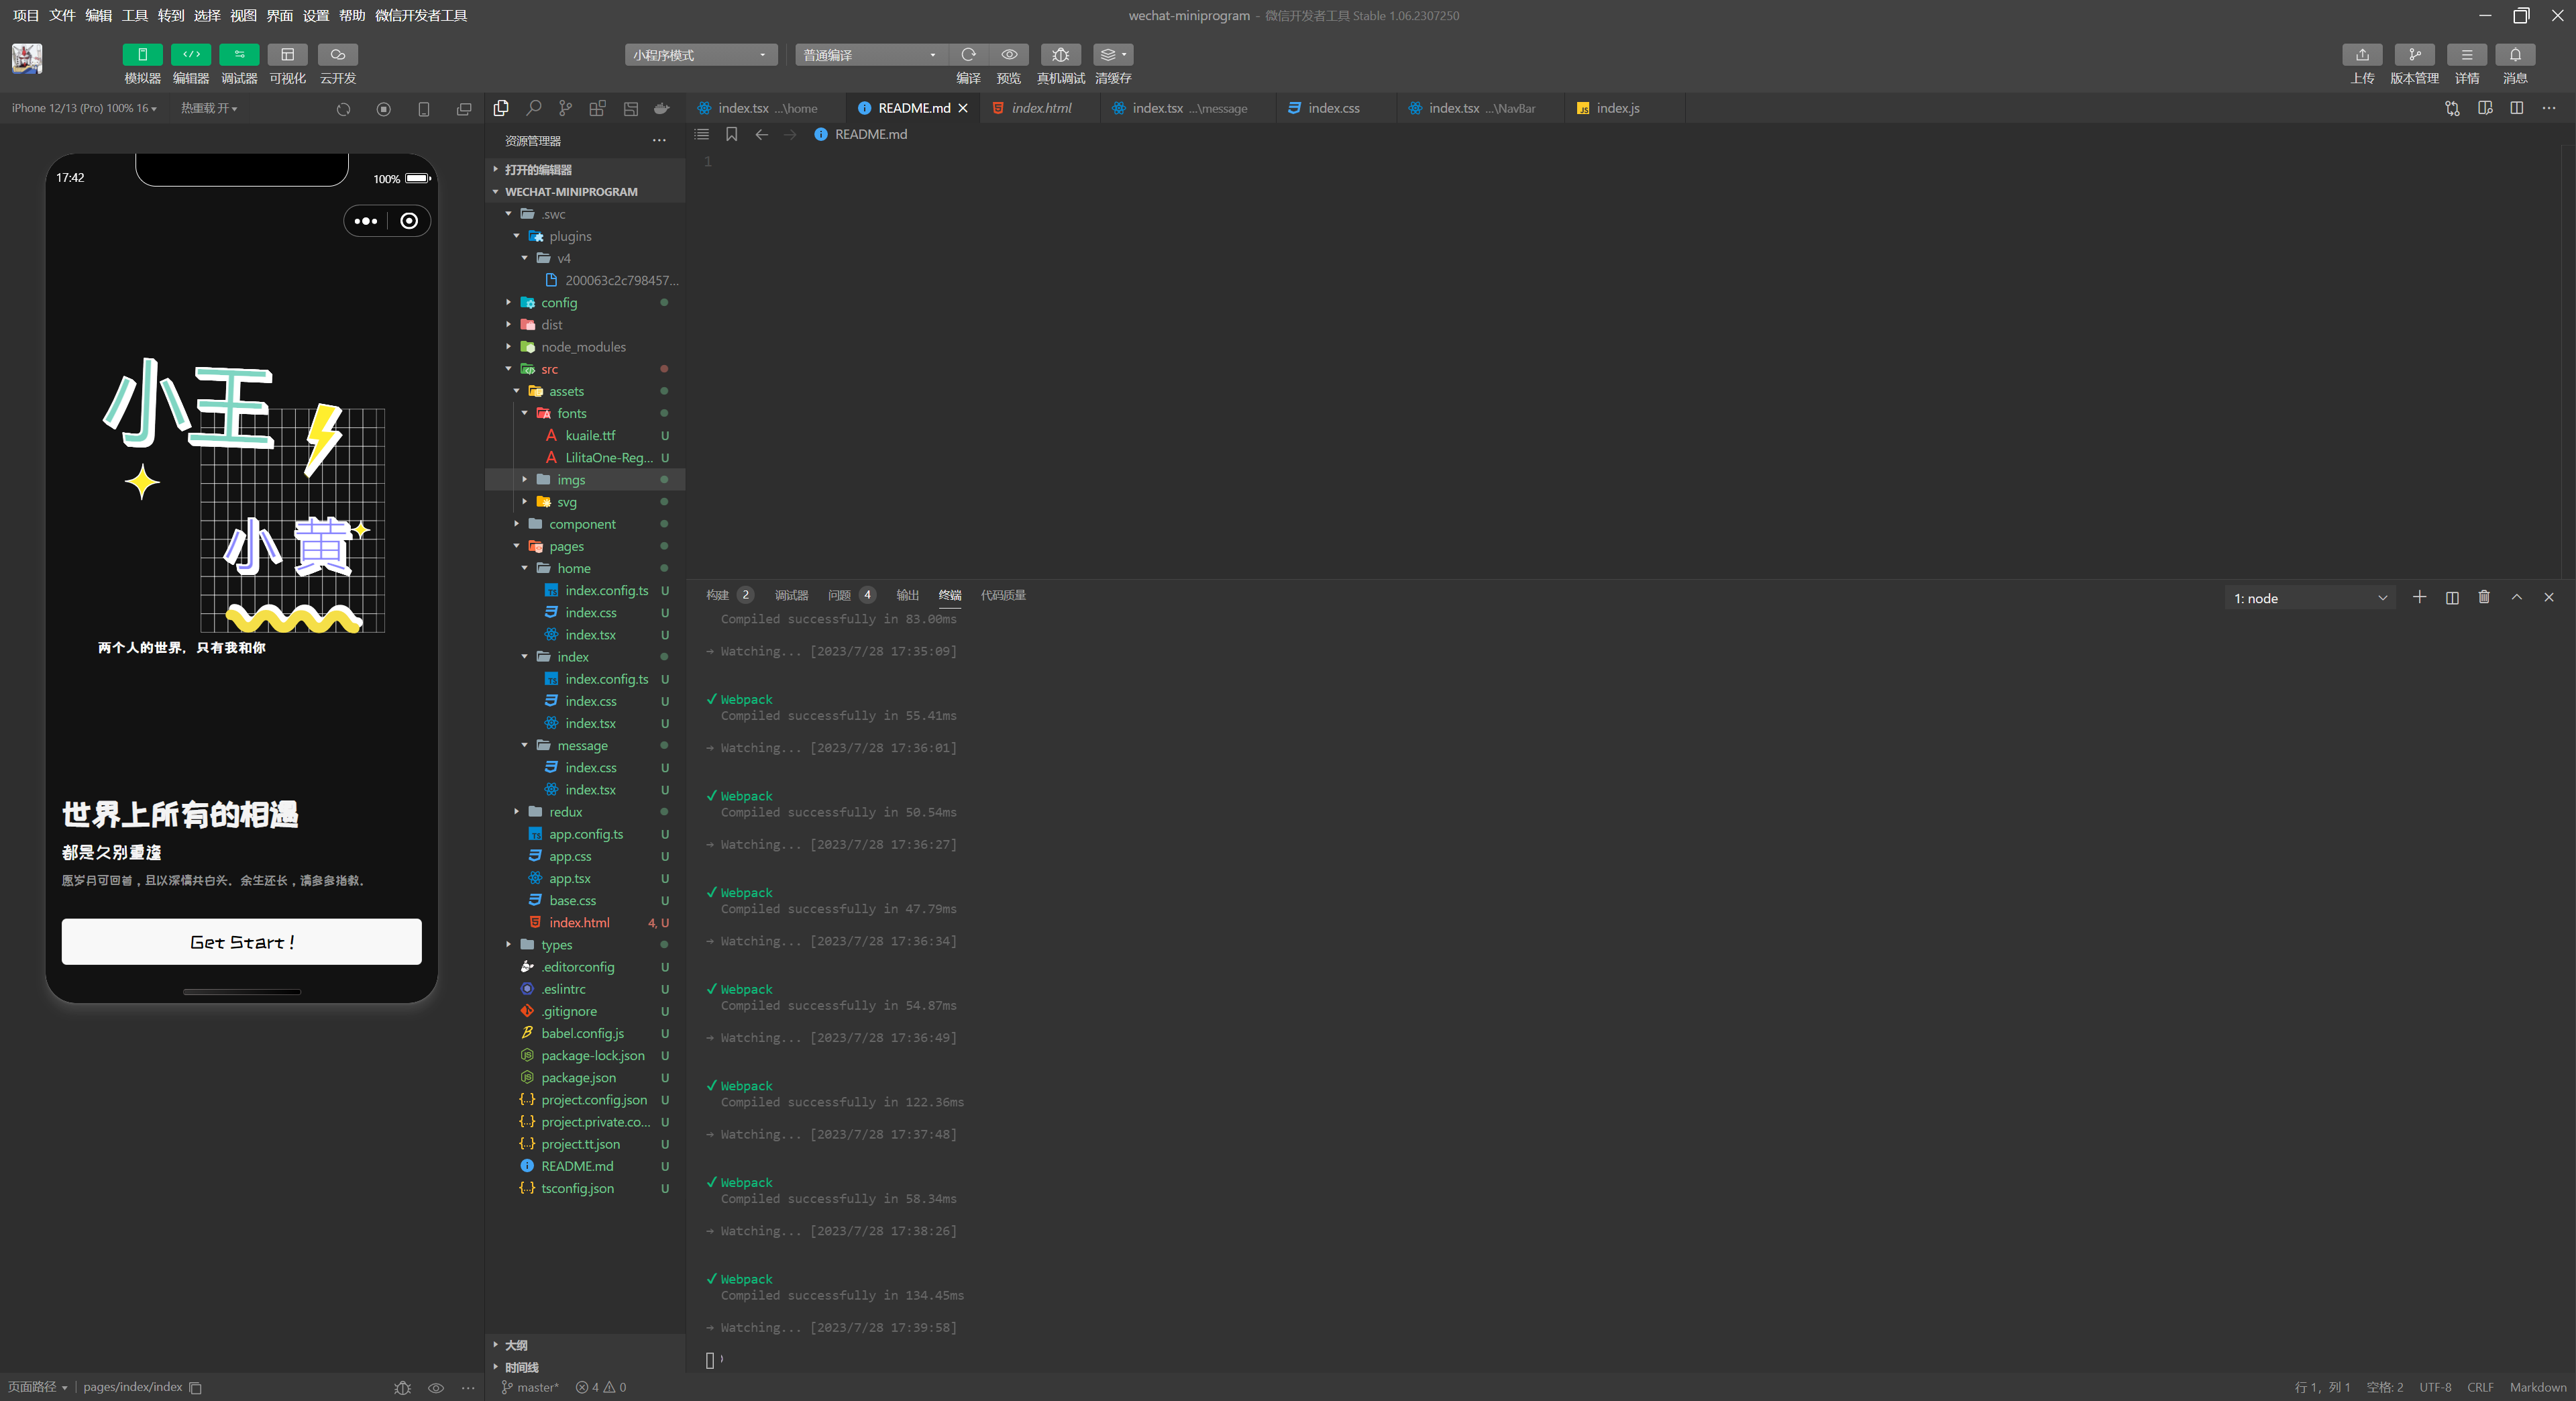 项目 文件 编辑 工具 转到 选择 视图 界面 设置 帮助 微信开发者工具
wechat-miniprogram - 微信开发者工具 Stable 1.06.2307250
模拟器 编辑器 调试器 可视化 云开发
小程序模式
普通编译
编译 预览 真机调试 清缓存
上传 版本管理 详情 消息
iPhone 12/13 (Pro) 100% 16
热重载 开
17:42
100%
小王
小黄
两个人的世界，只有我和你
世界上所有的相遇
都是久别重逢
愿岁月可回首，且以深情共白头。余生还长，请多多指教。
Get Start!
页面路径
pages/index/index
资源管理器
打开的编辑器
WECHAT-MINIPROGRAM
.swc
plugins
v4
200063c2c798457...
config
dist
node_modules
src
assets
fonts
kuaile.ttf U
LilitaOne-Reg... U
imgs
svg
component
pages
home
index.config.ts U
index.css U
index.tsx U
index
index.config.ts U
index.css U
index.tsx U
message
index.css U
index.tsx U
redux
app.config.ts U
app.css U
app.tsx U
base.css U
index.html 4, U
types
.editorconfig U
.eslintrc U
.gitignore U
babel.config.js U
package-lock.json U
package.json U
project.config.json U
project.private.co... U
project.tt.json U
README.md U
tsconfig.json U
大纲
时间线
master*
4 0
index.tsx ...\home
README.md
index.html
index.tsx ...\message
index.css
index.tsx ...\NavBar
index.js
README.md
1
构建 2 调试器 问题 4 输出 终端 代码质量
1: node
Compiled successfully in 83.00ms
→ Watching... [2023/7/28 17:35:09]
✓ Webpack
Compiled successfully in 55.41ms
→ Watching... [2023/7/28 17:36:01]
✓ Webpack
Compiled successfully in 50.54ms
→ Watching... [2023/7/28 17:36:27]
✓ Webpack
Compiled successfully in 47.79ms
→ Watching... [2023/7/28 17:36:34]
✓ Webpack
Compiled successfully in 54.87ms
→ Watching... [2023/7/28 17:36:49]
✓ Webpack
Compiled successfully in 122.36ms
→ Watching... [2023/7/28 17:37:48]
✓ Webpack
Compiled successfully in 58.34ms
→ Watching... [2023/7/28 17:38:26]
✓ Webpack
Compiled successfully in 134.45ms
→ Watching... [2023/7/28 17:39:58]
行 1，列 1 空格: 2 UTF-8 CRLF Markdown